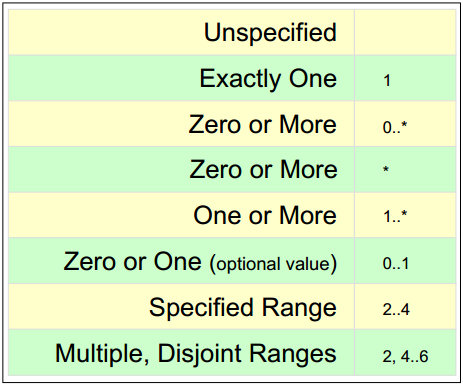 Unspecified
Exactly One 1
Zero or More 0..*
Zero or More *
One or More 1..*
Zero or One (optional value) 0..1
Specified Range 2..4
Multiple, Disjoint Ranges 2, 4..6